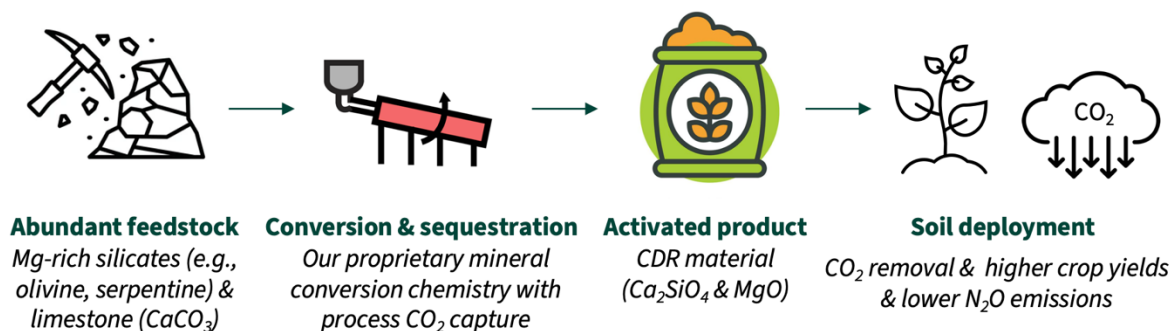 CO₂
Abundant feedstock
Mg-rich silicates (e.g.,
olivine, serpentine) &
limestone (CaCO₃)
Conversion & sequestration
Our proprietary mineral
conversion chemistry with
process CO₂ capture
Activated product
CDR material
(Ca₂SiO₄ & MgO)
Soil deployment
CO₂ removal & higher crop yields
& lower N₂O emissions